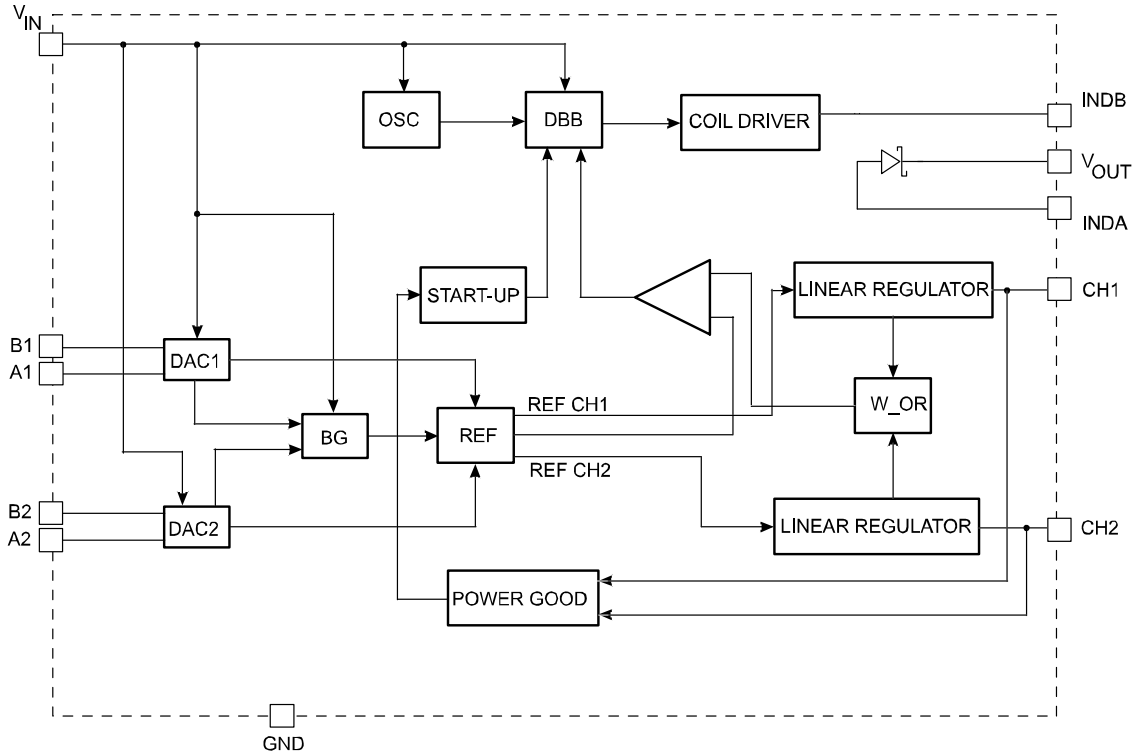 VIN
OSC
DBB
COIL DRIVER
INDB
VOUT
INDA
START-UP
LINEAR REGULATOR
CH1
B1
A1
DAC1
W_OR
REF CH1
BG
REF
REF CH2
B2
A2
DAC2
LINEAR REGULATOR
CH2
POWER GOOD
GND